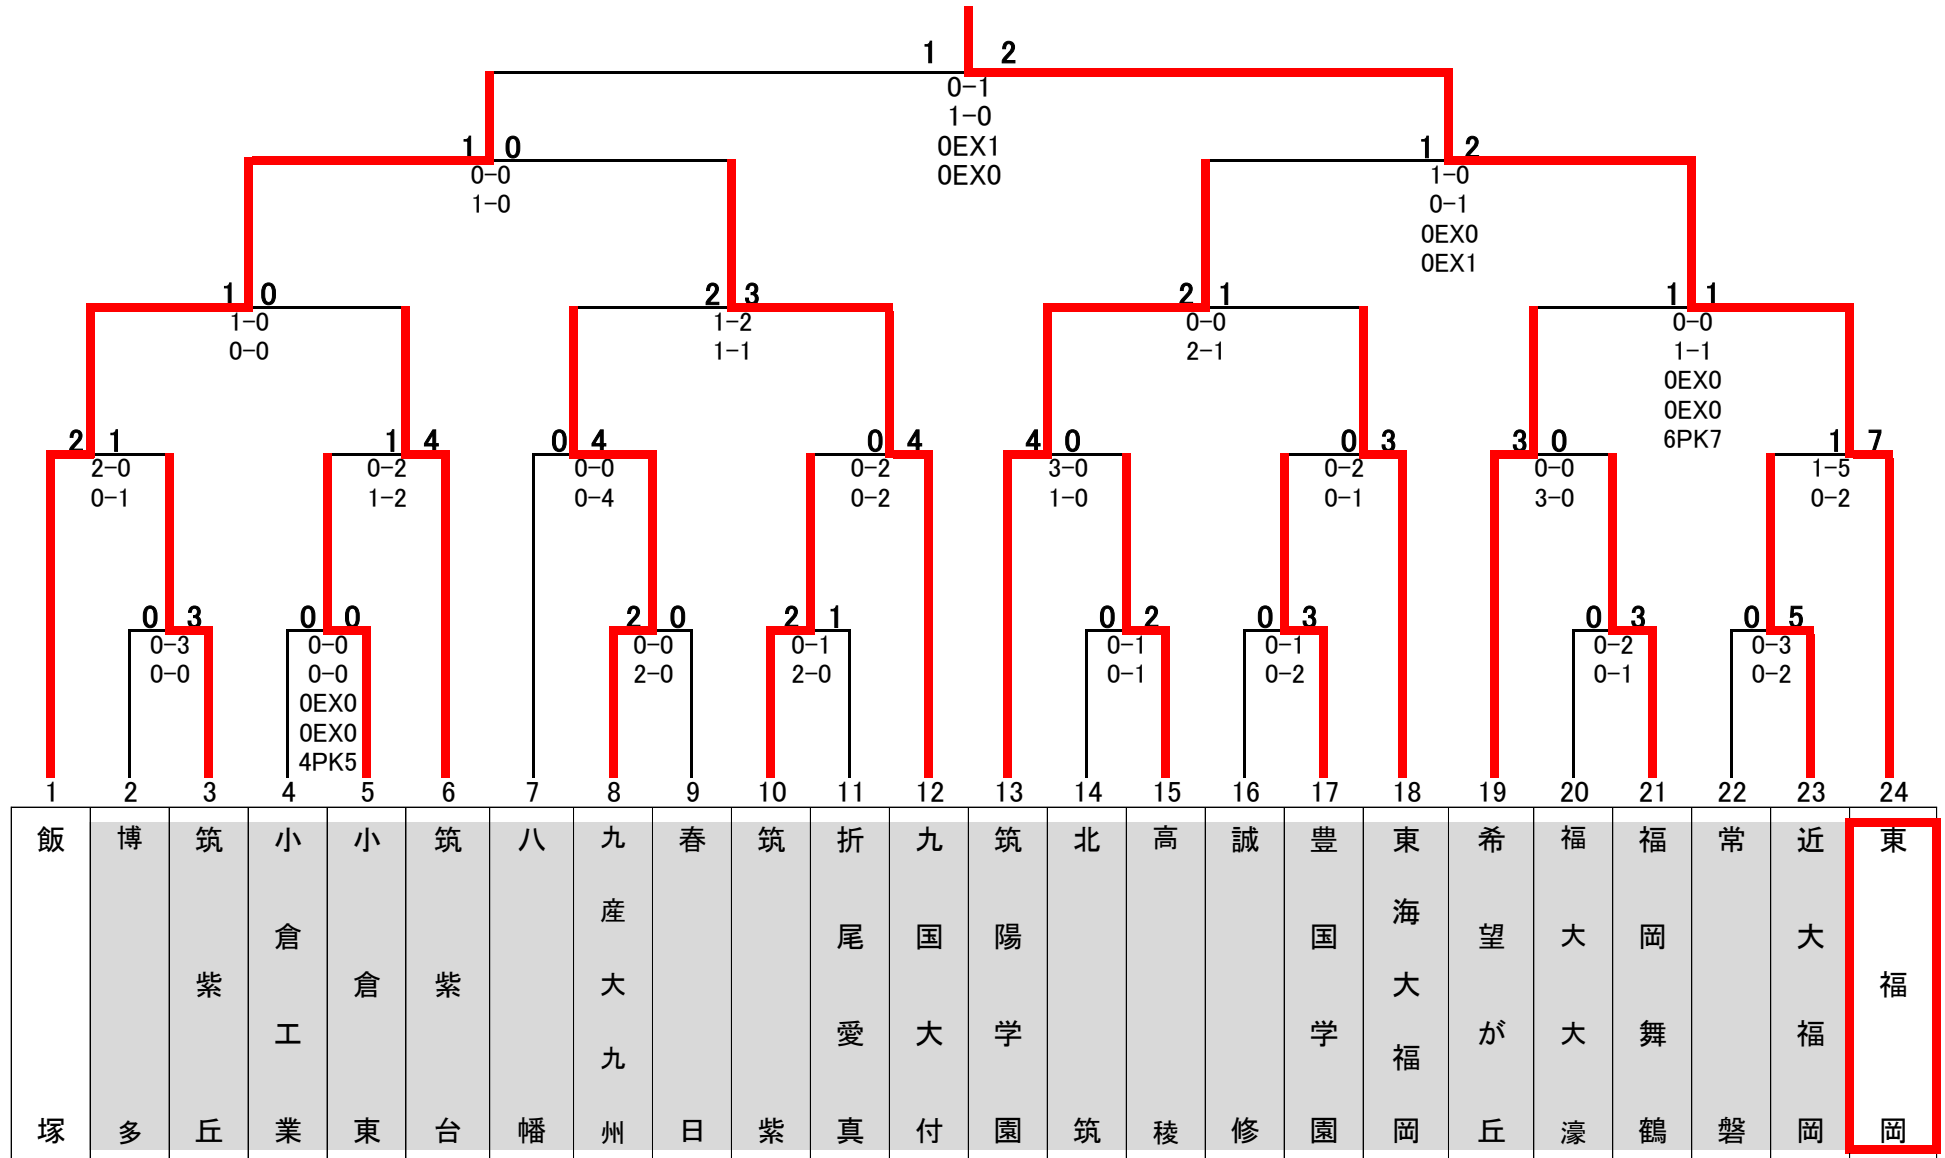 1 2
0-1
1-0
0EX1
0EX0
1 0
0-0
1-0
1 2
1-0
0-1
0EX0
0EX1
1 0
1-0
0-0
2 3
1-2
1-1
2 1
0-0
2-1
1 1
0-0
1-1
0EX0
0EX0
6PK7
2 1
2-0
0-1
1 4
0-2
1-2
0 4
0-0
0-4
0 4
0-2
0-2
4 0
3-0
1-0
0 3
0-2
0-1
3 0
0-0
3-0
1 7
1-5
0-2
0 3
0-3
0-0
0 0
0-0
0-0
0EX0
0EX0
4PK5
2 0
0-0
2-0
2 1
0-1
2-0
0 2
0-1
0-1
0 3
0-1
0-2
0 3
0-2
0-1
0 5
0-3
0-2
1 2 3 4 5 6 7 8 9 10 11 12 13 14 15 16 17 18 19 20 21 22 23 24
飯塚
博多
筑紫丘
小倉工業
小倉東
筑紫台
八幡
九産大九州
春日
筑紫
折尾愛真
九国大付
筑陽学園
北筑
高稜
誠修
豊国学園
東海大福岡
希望が丘
福大大濠
福岡舞鶴
常磐
近大福岡
東福岡